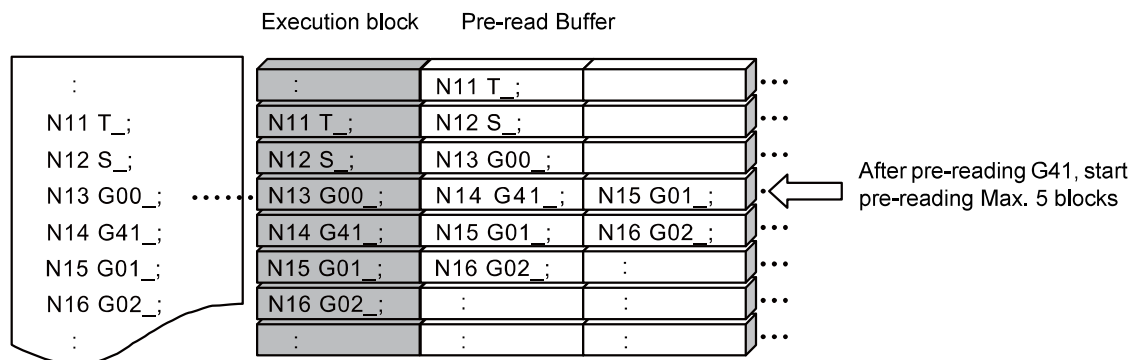 Execution block Pre-read Buffer
:
N11 T_;
N12 S_;
N13 G00_;
N14 G41_;
N15 G01_;
N16 G02_;
:
: N11 T_;
N11 T_; N12 S_;
N12 S_; N13 G00_;
N13 G00_; N14 G41_; N15 G01_;
N14 G41_; N15 G01_; N16 G02_;
N15 G01_; N16 G02_; :
N16 G02_; : :
: : :
After pre-reading G41, start
pre-reading Max. 5 blocks